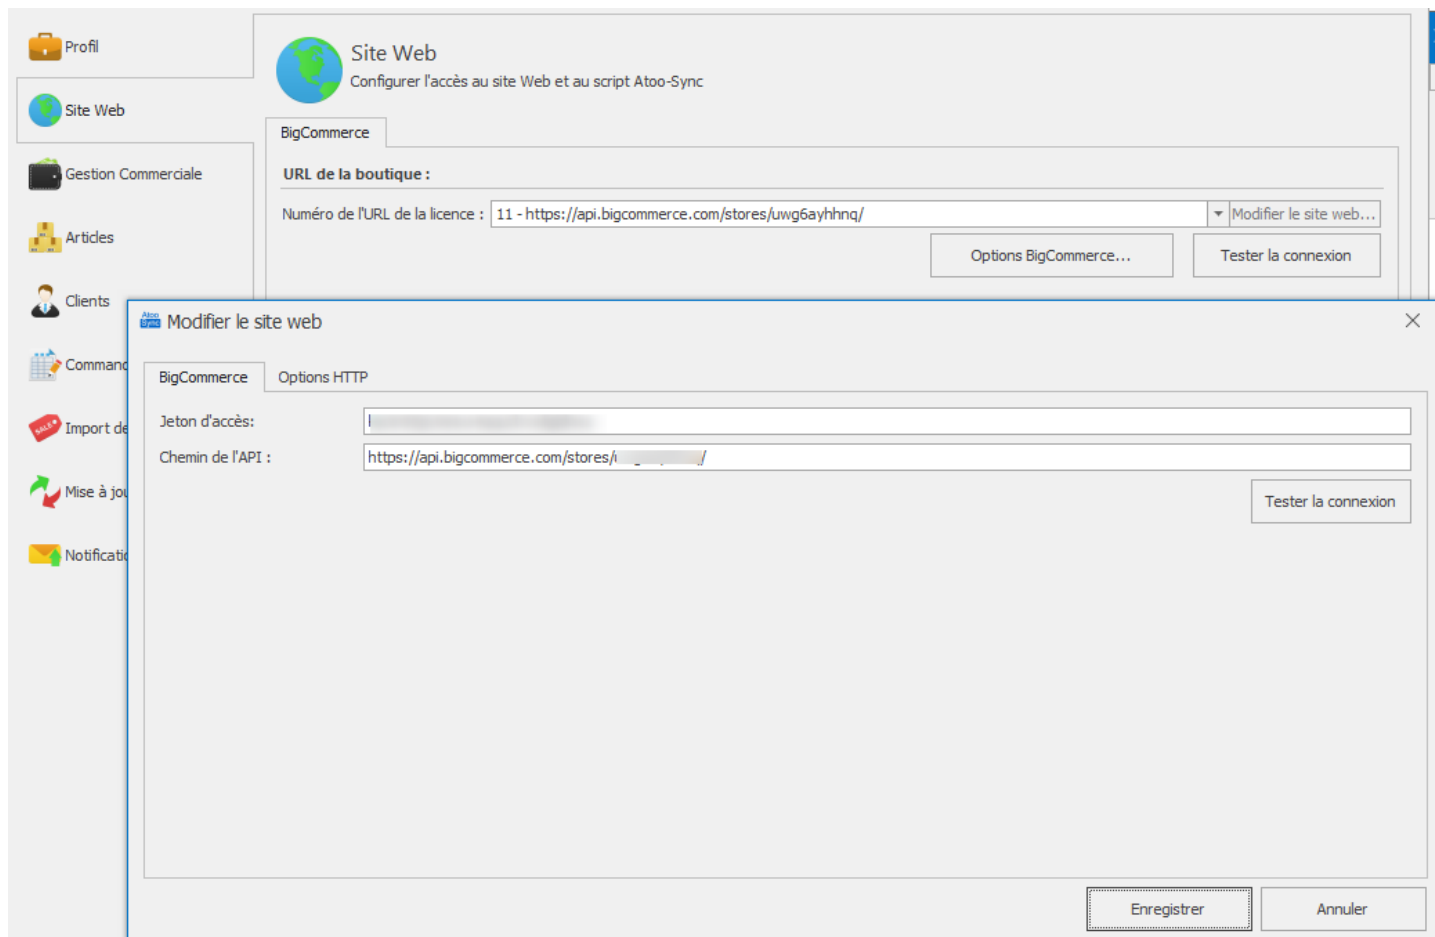 Profil
Site Web
Gestion Commerciale
Articles
Clients
Command
Import de
Mise à jou
Notificatio
Site Web
Configurer l'accès au site Web et au script Atoo-Sync
BigCommerce
URL de la boutique :
Numéro de l'URL de la licence : 11 - https://api.bigcommerce.com/stores/uwg6ayhhnq/ Modifier le site web...
Options BigCommerce... Tester la connexion
Atoo Sync Modifier le site web
BigCommerce Options HTTP
Jeton d'accès:
Chemin de l'API : https://api.bigcommerce.com/stores/
Tester la connexion
Enregistrer Annuler